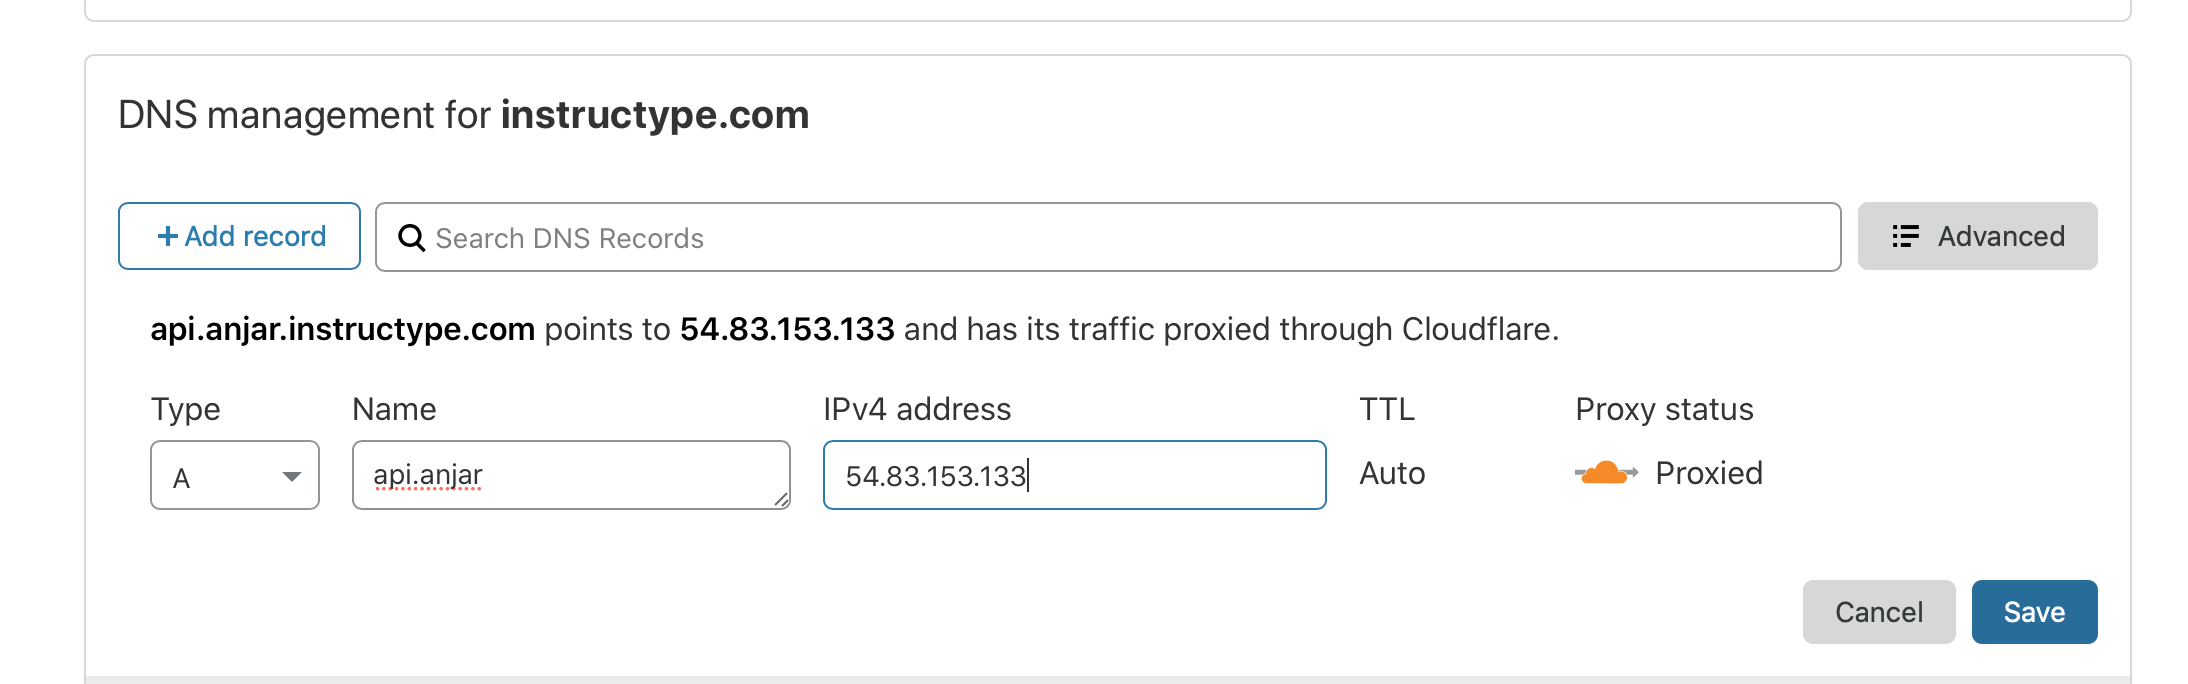 DNS management for instructype.com
+ Add record
Search DNS Records
Advanced
api.anjar.instructype.com points to 54.83.153.133 and has its traffic proxied through Cloudflare.
Type Name IPv4 address TTL Proxy status
A api.anjar 54.83.153.133 Auto Proxied
Cancel Save